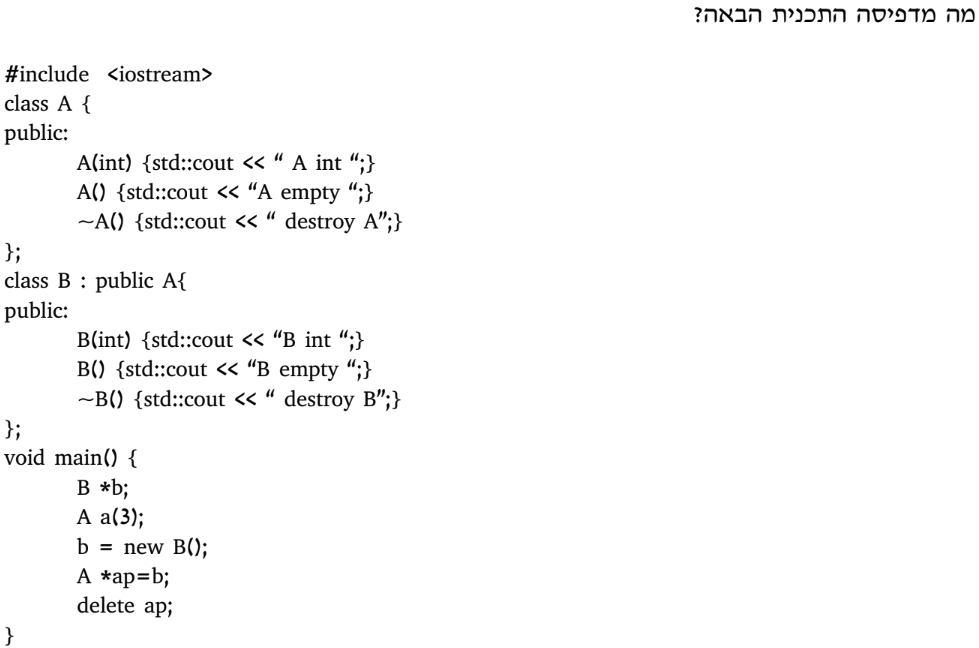 מה מדפיסה התכנית הבאה?
#include <iostream>
class A {
public:
A(int) {std::cout << “ A int “;}
A() {std::cout << “A empty “;}
~A() {std::cout << “ destroy A”;}
};
class B : public A{
public:
B(int) {std::cout << “B int “;}
B() {std::cout << “B empty “;}
~B() {std::cout << “ destroy B”;}
};
void main() {
B *b;
A a(3);
b = new B();
A *ap=b;
delete ap;
}